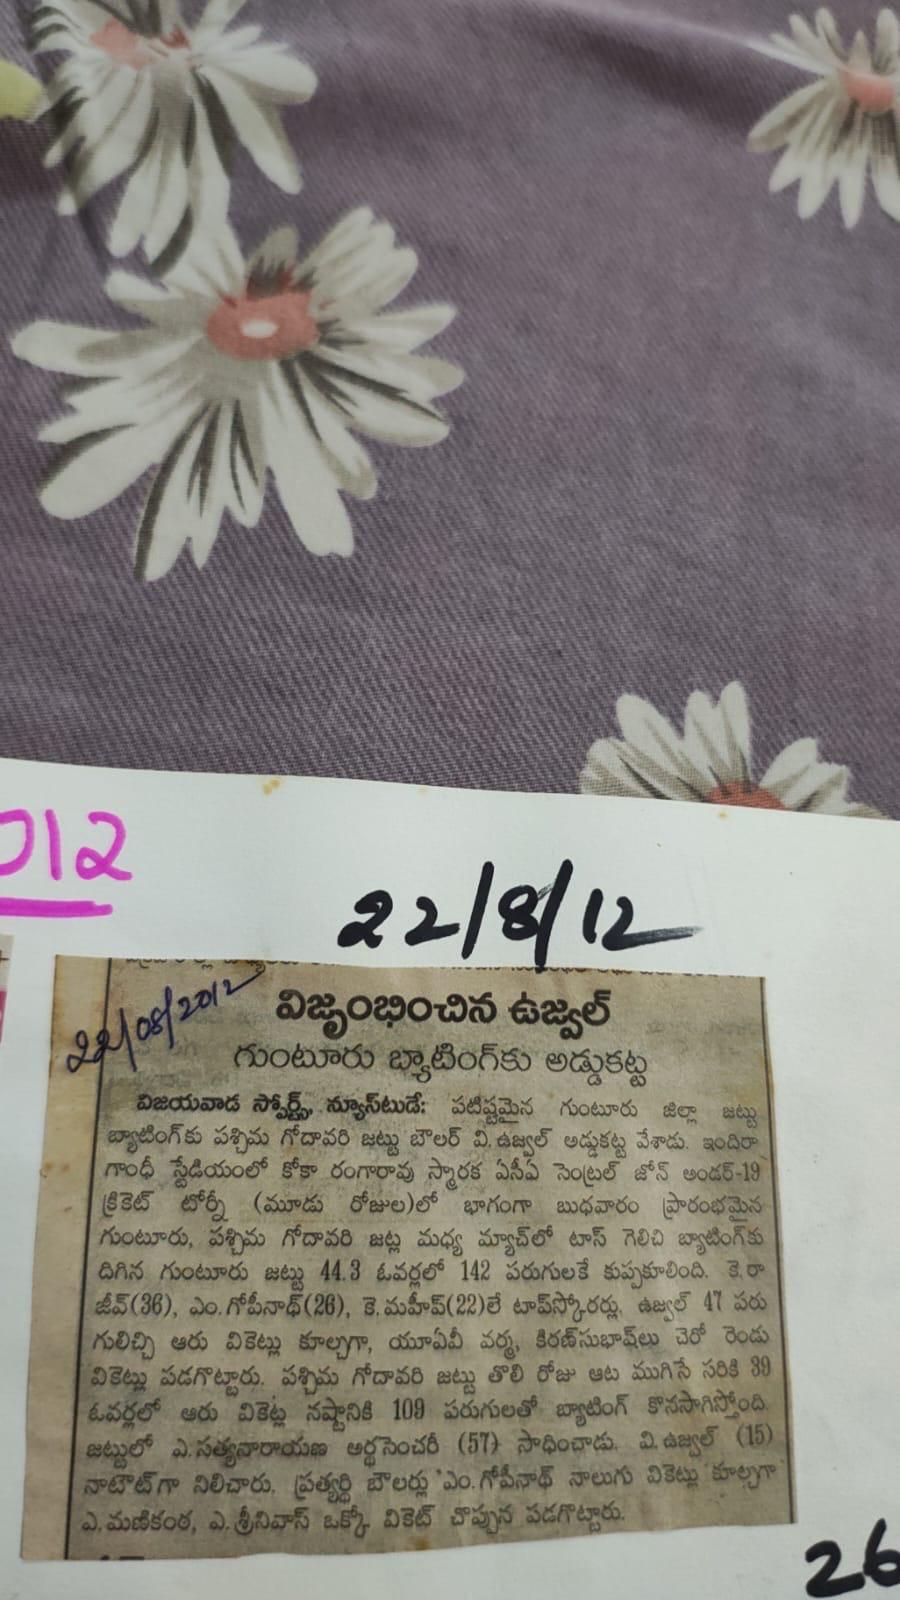 012
22/8/12
22/08/2012
విజృంభించిన ఉజ్వల్
గుంటూరు బ్యాటింగ్‌కు అడ్డుకట్ట
విజయవాడ స్పోర్ట్స్, న్యూస్‌టుడే: పటిష్టమైన గుంటూరు జిల్లా జట్టు
బ్యాటింగ్‌కు పశ్చిమ గోదావరి జట్టు బౌలర్ వి.ఉజ్వల్ అడ్డుకట్ట వేశాడు. ఇందిరా
గాంధీ స్టేడియంలో కోకా రంగారావు స్మారక ఏసీఏ సెంట్రల్ జోన్ అండర్-19
క్రికెట్ టోర్నీ (మూడు రోజుల)లో భాగంగా బుధవారం ప్రారంభమైన
గుంటూరు, పశ్చిమ గోదావరి జట్ల మధ్య మ్యాచ్‌లో టాస్ గెలిచి బ్యాటింగ్‌కు
దిగిన గుంటూరు జట్టు 44.3 ఓవర్లలో 142 పరుగులకే కుప్పకూలింది. కె.రా
జీవ్(36), ఎం.గోపీనాథ్(26), కె.మహీప్(22)లే టాప్‌స్కోరర్లు. ఉజ్వల్ 47 పరు
గులిచ్చి ఆరు వికెట్లు కూల్చగా, యూఏవీ వర్మ, కిరణ్‌సుభాష్‌లు చెరో రెండు
వికెట్లు పడగొట్టారు. పశ్చిమ గోదావరి జట్టు తొలి రోజు ఆట ముగిసే సరికి 39
ఓవర్లలో ఆరు వికెట్ల నష్టానికి 109 పరుగులతో బ్యాటింగ్ కొనసాగిస్తోంది.
జట్టులో ఎ.సత్యనారాయణ అర్థసెంచరీ (57) సాధించాడు. వి.ఉజ్వల్ (15)
నాటౌట్‌గా నిలిచారు. ప్రత్యర్థి బౌలర్లు ఎం.గోపీనాథ్ నాలుగు వికెట్లు కూల్చగా
ఎ.మణికంఠ, ఎ.శ్రీనివాస్ ఒక్కో వికెట్ చొప్పున పడగొట్టారు.
26